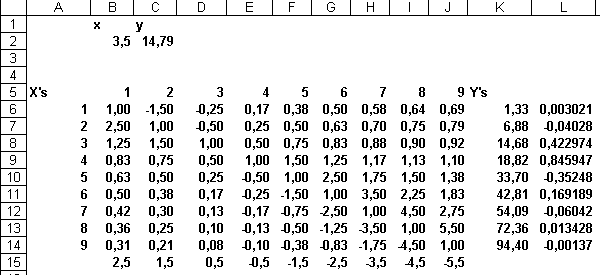 A B C D E F G H I J K L
1 x y
2 3,5 14,79
3
4
5 X's 1 2 3 4 5 6 7 8 9 Y's
6 1 1,00 -1,50 -0,25 0,17 0,38 0,50 0,58 0,64 0,69 1,33 0,003021
7 2 2,50 1,00 -0,50 0,25 0,50 0,63 0,70 0,75 0,79 6,88 -0,04028
8 3 1,25 1,50 1,00 0,50 0,75 0,83 0,88 0,90 0,92 14,68 0,422974
9 4 0,83 0,75 0,50 1,00 1,50 1,25 1,17 1,13 1,10 18,82 0,845947
10 5 0,63 0,50 0,25 -0,50 1,00 2,50 1,75 1,50 1,38 33,70 -0,35248
11 6 0,50 0,38 0,17 -0,25 -1,50 1,00 3,50 2,25 1,83 42,81 0,169189
12 7 0,42 0,30 0,13 -0,17 -0,75 -2,50 1,00 4,50 2,75 54,09 -0,06042
13 8 0,36 0,25 0,10 -0,13 -0,50 -1,25 -3,50 1,00 5,50 72,36 0,013428
14 9 0,31 0,21 0,08 -0,10 -0,38 -0,83 -1,75 -4,50 1,00 94,40 -0,00137
15 2,5 1,5 0,5 -0,5 -1,5 -2,5 -3,5 -4,5 -5,5